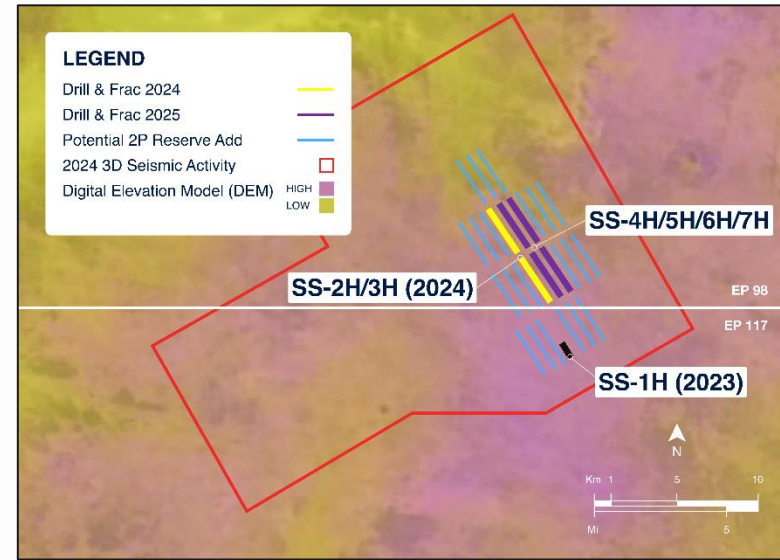 LEGEND
Drill & Frac 2024
Drill & Frac 2025
Potential 2P Reserve Add
2024 3D Seismic Activity
Digital Elevation Model (DEM) HIGH
LOW
SS-4H/5H/6H/7H
SS-2H/3H (2024)
EP 98
EP 117
SS-1H (2023)
N
Km 1 5 10
Mi 5